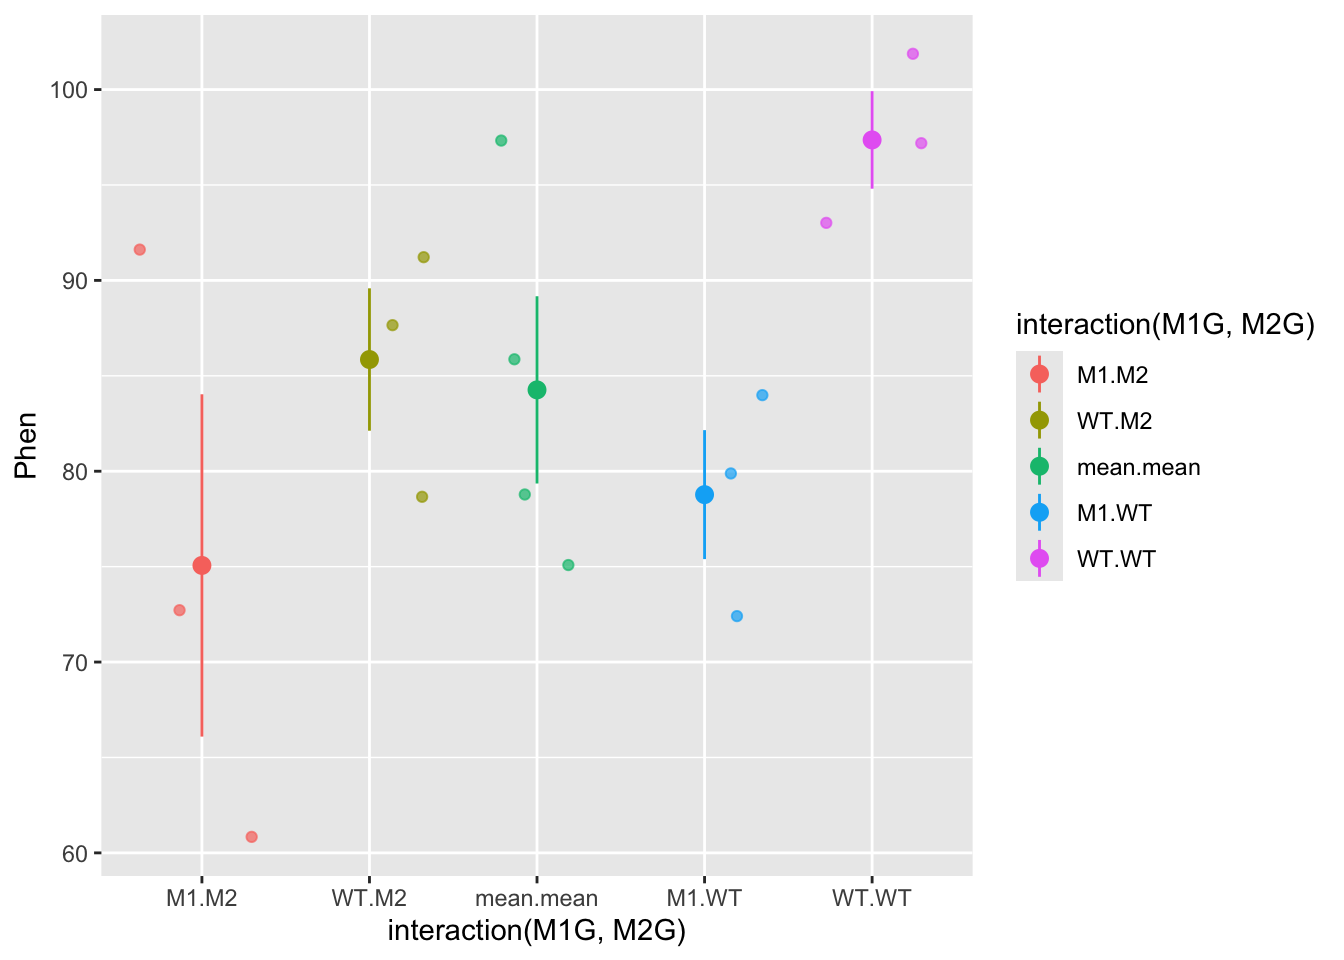 Phen
100
90
80
70
60
M1.M2 WT.M2 mean.mean M1.WT WT.WT
interaction(M1G, M2G)
interaction(M1G, M2G)
M1.M2
WT.M2
mean.mean
M1.WT
WT.WT